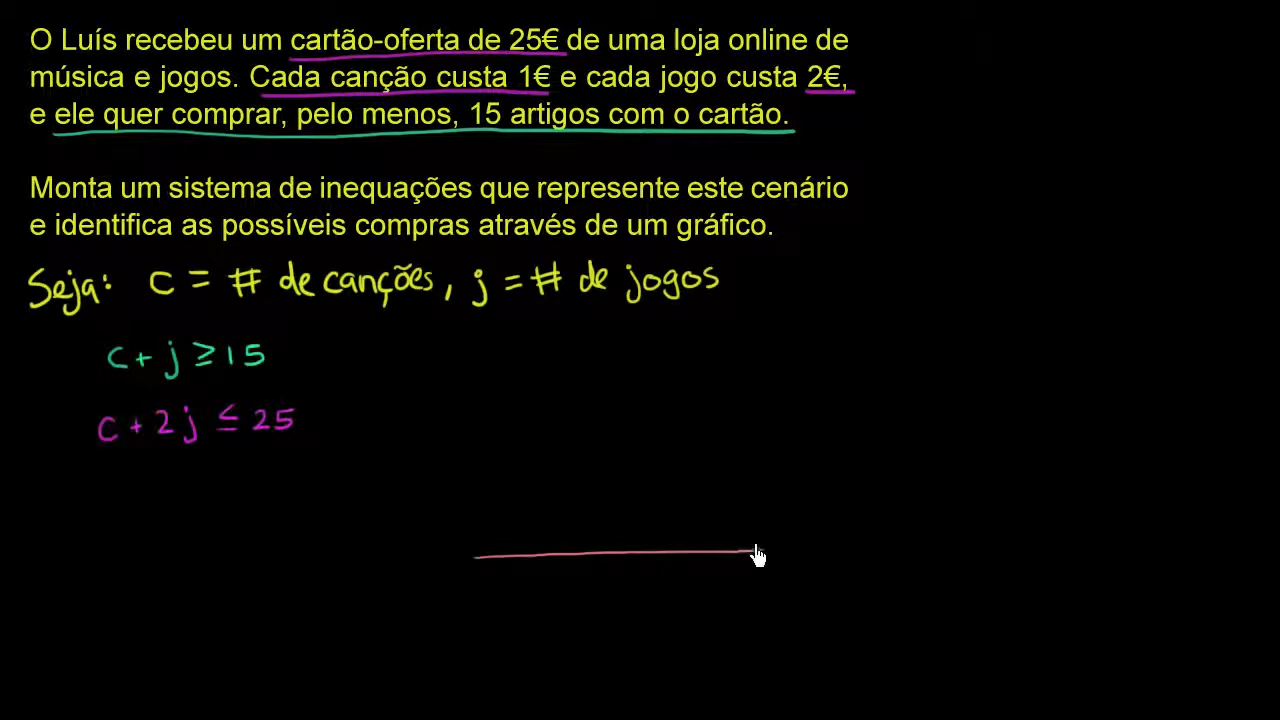 O Luís recebeu um cartão-oferta de 25€ de uma loja online de
música e jogos. Cada canção custa 1€ e cada jogo custa 2€,
e ele quer comprar, pelo menos, 15 artigos com o cartão.
Monta um sistema de inequações que represente este cenário
e identifica as possíveis compras através de um gráfico.
Seja: c = # de canções, j = # de jogos
c + j ≥ 15
c + 2j ≤ 25